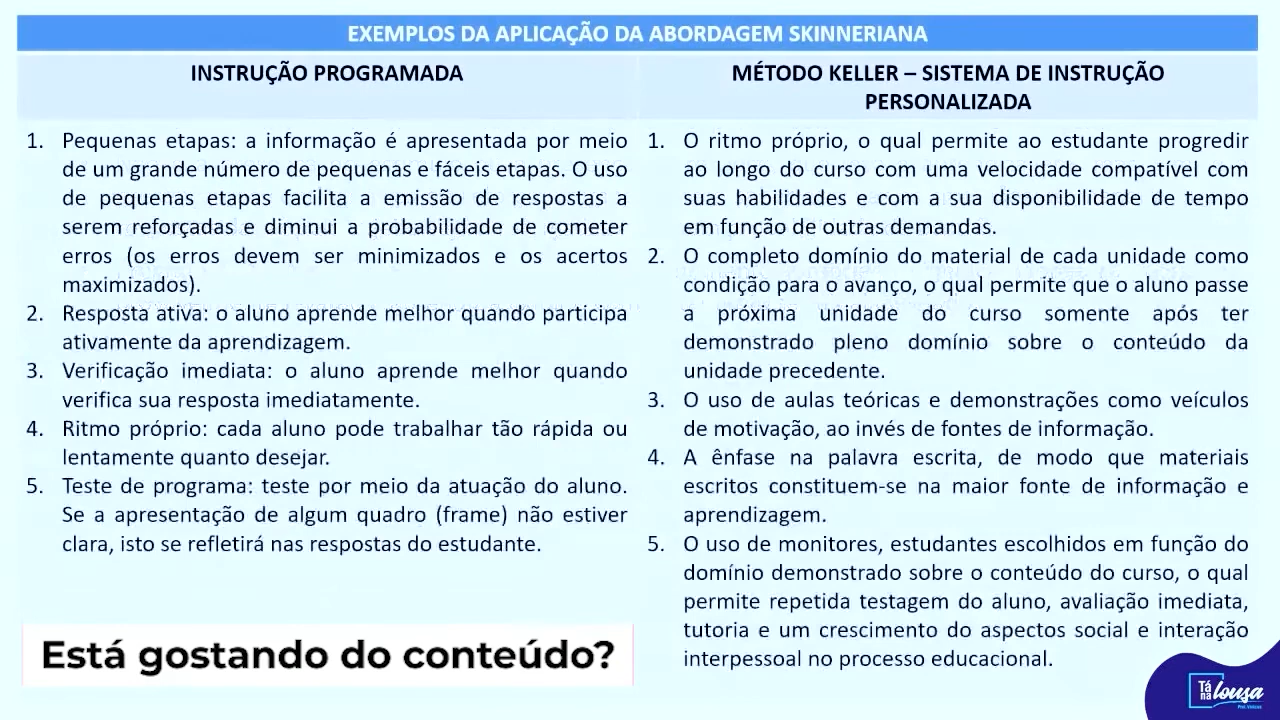 EXEMPLOS DA APLICAÇÃO DA ABORDAGEM SKINNERIANA
INSTRUÇÃO PROGRAMADA
1. Pequenas etapas: a informação é apresentada por meio
de um grande número de pequenas e fáceis etapas. O uso
de pequenas etapas facilita a emissão de respostas a
serem reforçadas e diminui a probabilidade de cometer
erros (os erros devem ser minimizados e os acertos
maximizados).
2. Resposta ativa: o aluno aprende melhor quando participa
ativamente da aprendizagem.
3. Verificação imediata: o aluno aprende melhor quando
verifica sua resposta imediatamente.
4. Ritmo próprio: cada aluno pode trabalhar tão rápida ou
lentamente quanto desejar.
5. Teste de programa: teste por meio da atuação do aluno.
Se a apresentação de algum quadro (frame) não estiver
clara, isto se refletirá nas respostas do estudante.
MÉTODO KELLER – SISTEMA DE INSTRUÇÃO
PERSONALIZADA
1. O ritmo próprio, o qual permite ao estudante progredir
ao longo do curso com uma velocidade compatível com
suas habilidades e com a sua disponibilidade de tempo
em função de outras demandas.
2. O completo domínio do material de cada unidade como
condição para o avanço, o qual permite que o aluno passe
a próxima unidade do curso somente após ter
demonstrado pleno domínio sobre o conteúdo da
unidade precedente.
3. O uso de aulas teóricas e demonstrações como veículos
de motivação, ao invés de fontes de informação.
4. A ênfase na palavra escrita, de modo que materiais
escritos constituem-se na maior fonte de informação e
aprendizagem.
5. O uso de monitores, estudantes escolhidos em função do
domínio demonstrado sobre o conteúdo do curso, o qual
permite repetida testagem do aluno, avaliação imediata,
tutoria e um crescimento do aspectos social e interação
interpessoal no processo educacional.
Está gostando do conteúdo?
Tá
na lousa